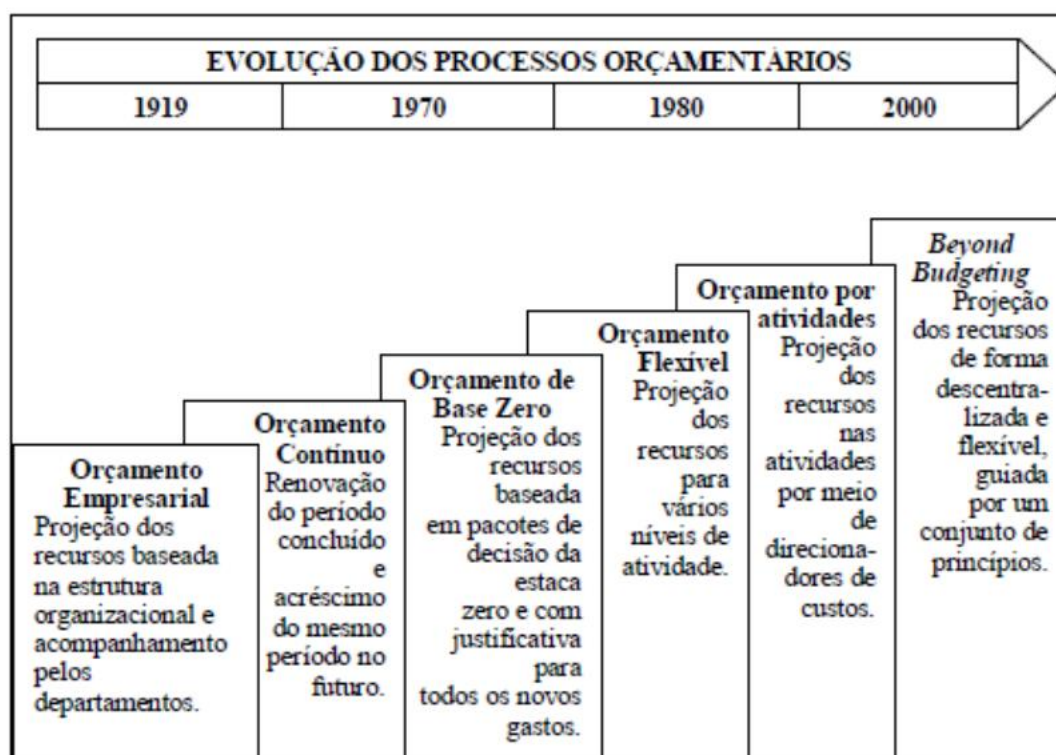 EVOLUÇÃO DOS PROCESSOS ORÇAMENTÁRIOS
1919
1970
1980
2000
Orçamento
Empresarial
Projeção dos
recursos baseada
na estrutura
organizacional e
acompanhamento
pelos
departamentos.
Orçamento
Contínuo
Renovação
do período
concluído
e
acréscimo
do mesmo
período no
futuro.
Orçamento de
Base Zero
Projeção dos
recursos
baseada
em pacotes de
decisão da
estaca
zero e com
justificativa
para
todos os novos
gastos.
Orçamento
Flexível
Projeção
dos
recursos
para
vários
níveis de
atividade.
Orçamento por
atividades
Projeção
dos
recursos
nas
atividades
por meio
de
direciona-
dores de
custos.
Beyond
Budgeting
Projeção
dos recursos
de forma
descentra-
lizada e
flexível,
guiada
por um
conjunto de
princípios.